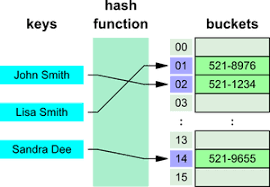 keys
hash
function
buckets
John Smith
Lisa Smith
Sandra Dee
00
01 521-8976
02 521-1234
03
: :
13
14 521-9655
15